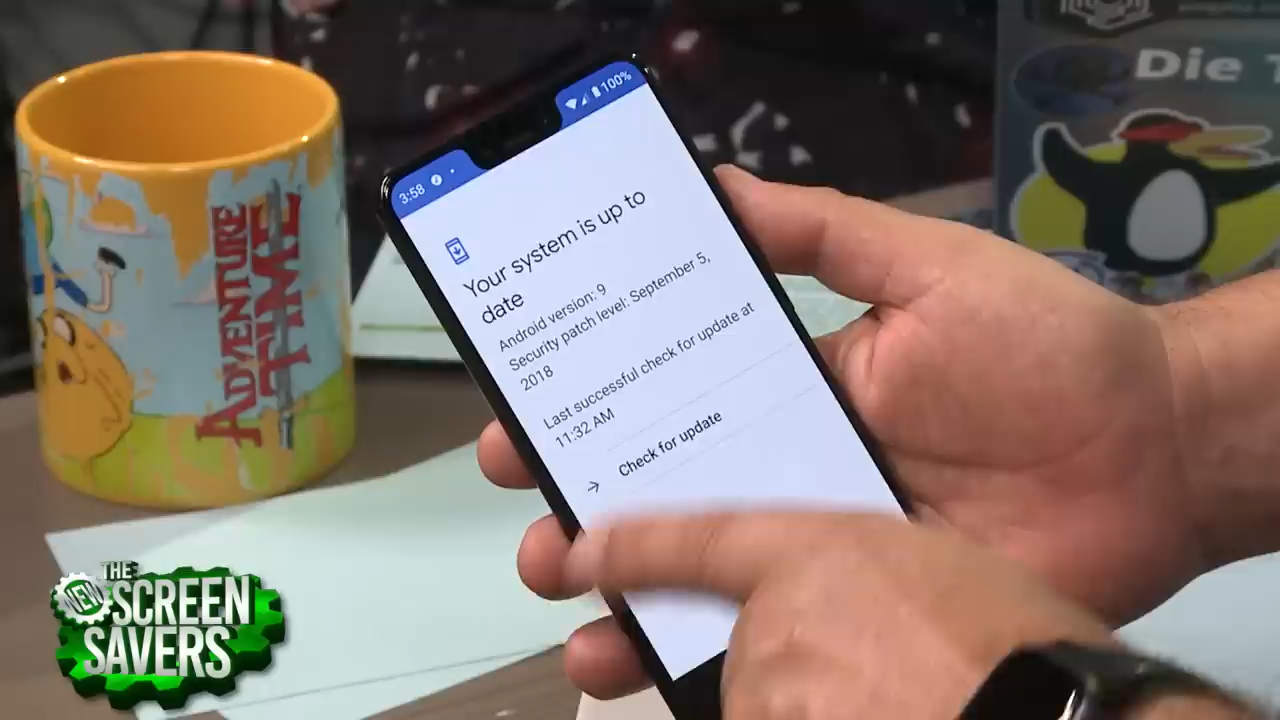 3:58
100%
Your system is up to
date
Android version: 9
Security patch level: September 5,
2018
Last successful check for update at
11:32 AM
Check for update
ADVENTURE
TIME
Die
THE
NEW
SCREEN
SAVERS